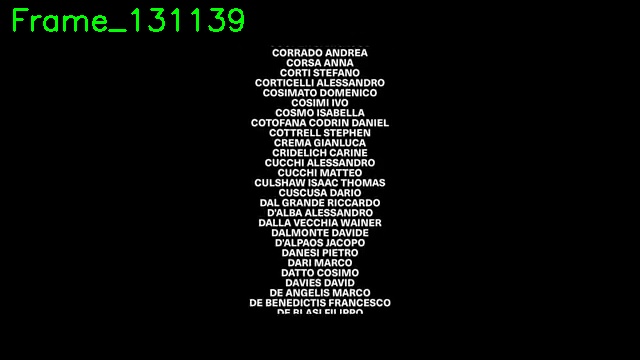 Frame_131139
CORRADO ANDREA
CORSA ANNA
CORTI STEFANO
CORTICELLI ALESSANDRO
COSIMATO DOMENICO
COSIMI IVO
COSMO ISABELLA
COTOFANA CODRIN DANIEL
COTTRELL STEPHEN
CREMA GIANLUCA
CRIDELICH CARINE
CUCCHI ALESSANDRO
CUCCHI MATTEO
CULSHAW ISAAC THOMAS
CUSCUSA DARIO
DAL GRANDE RICCARDO
D'ALBA ALESSANDRO
DALLA VECCHIA WAINER
DALMONTE DAVIDE
D'ALPAOS JACOPO
DANESI PIETRO
DARI MARCO
DATTO COSIMO
DAVIES DAVID
DE ANGELIS MARCO
DE BENEDICTIS FRANCESCO
DE BLASI FILIPPO